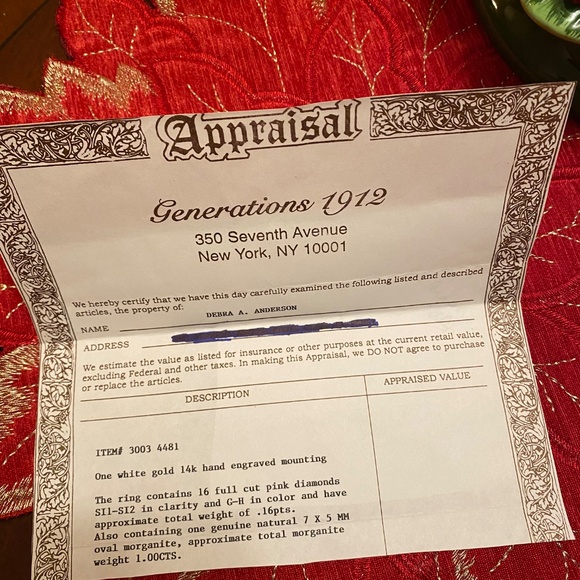 Appraisal
Generations 1912
350 Seventh Avenue
New York, NY 10001
We hereby certify that we have this day carefully examined the following listed and described
articles, the property of:
NAME DEBRA A. ANDERSON
ADDRESS
We estimate the value as listed for insurance or other purposes at the current retail value,
excluding Federal and other taxes. In making this Appraisal, we DO NOT agree to purchase
or replace the articles.
DESCRIPTION APPRAISED VALUE
ITEM# 3003 4481
One white gold 14k hand engraved mounting
The ring contains 16 full cut pink diamonds
SI1-SI2 in clarity and G-H in color and have
approximate total weight of .16pts.
Also containing one genuine natural 7 X 5 MM
oval morganite, approximate total morganite
weight 1.00CTS.